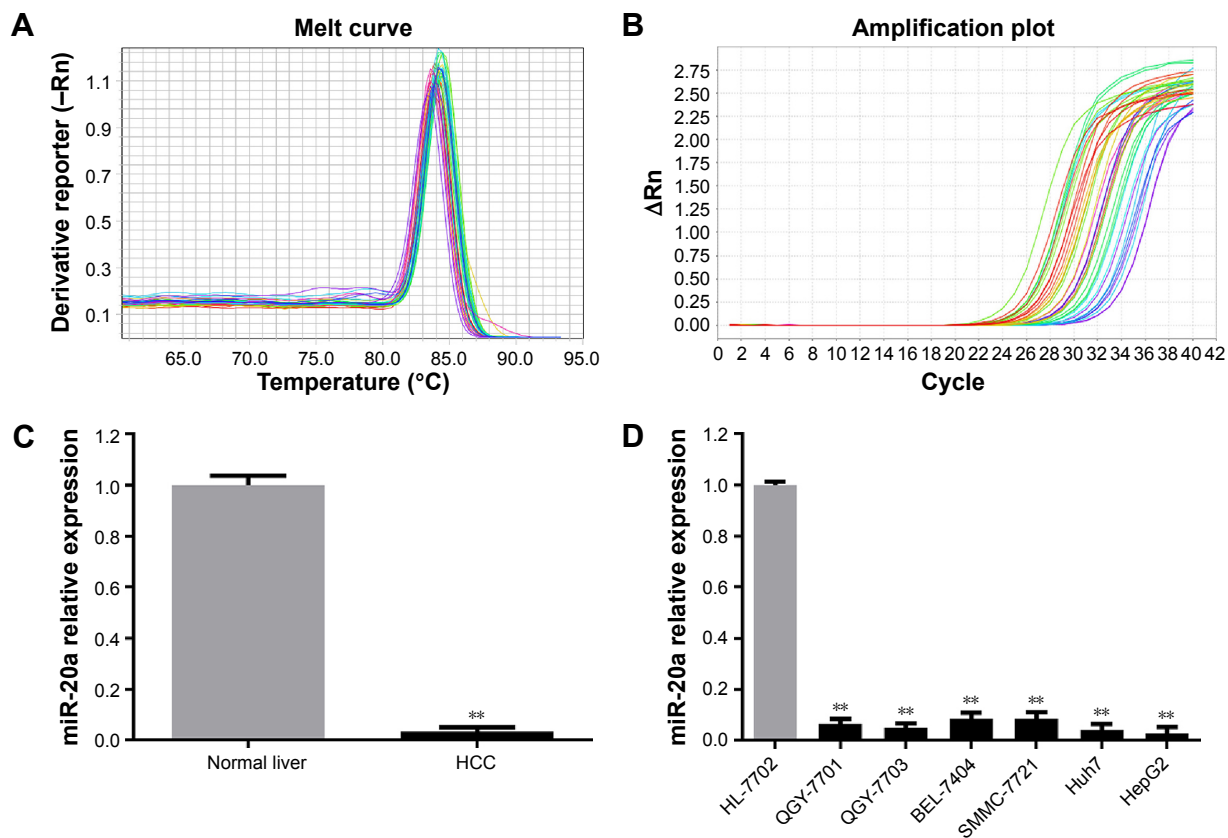 A
Melt curve
Derivative reporter (–Rn)
1.1
0.9
0.7
0.5
0.3
0.1
65.0 70.0 75.0 80.0 85.0 90.0 95.0
Temperature (°C)
B
Amplification plot
ΔRn
2.75
2.50
2.25
2.00
1.75
1.50
1.25
1.00
0.75
0.50
0.25
0.00
0 2 4 6 8 10 12 14 16 18 20 22 24 26 28 30 32 34 36 38 40 42
Cycle
C
miR-20a relative expression
1.2
1.0
0.8
0.6
0.4
0.2
0.0
**
Normal liver HCC
D
miR-20a relative expression
1.2
1.0
0.8
0.6
0.4
0.2
0.0
** ** ** ** ** **
HL-7702
QGY-7701
QGY-7703
BEL-7404
SMMC-7721
Huh7
HepG2